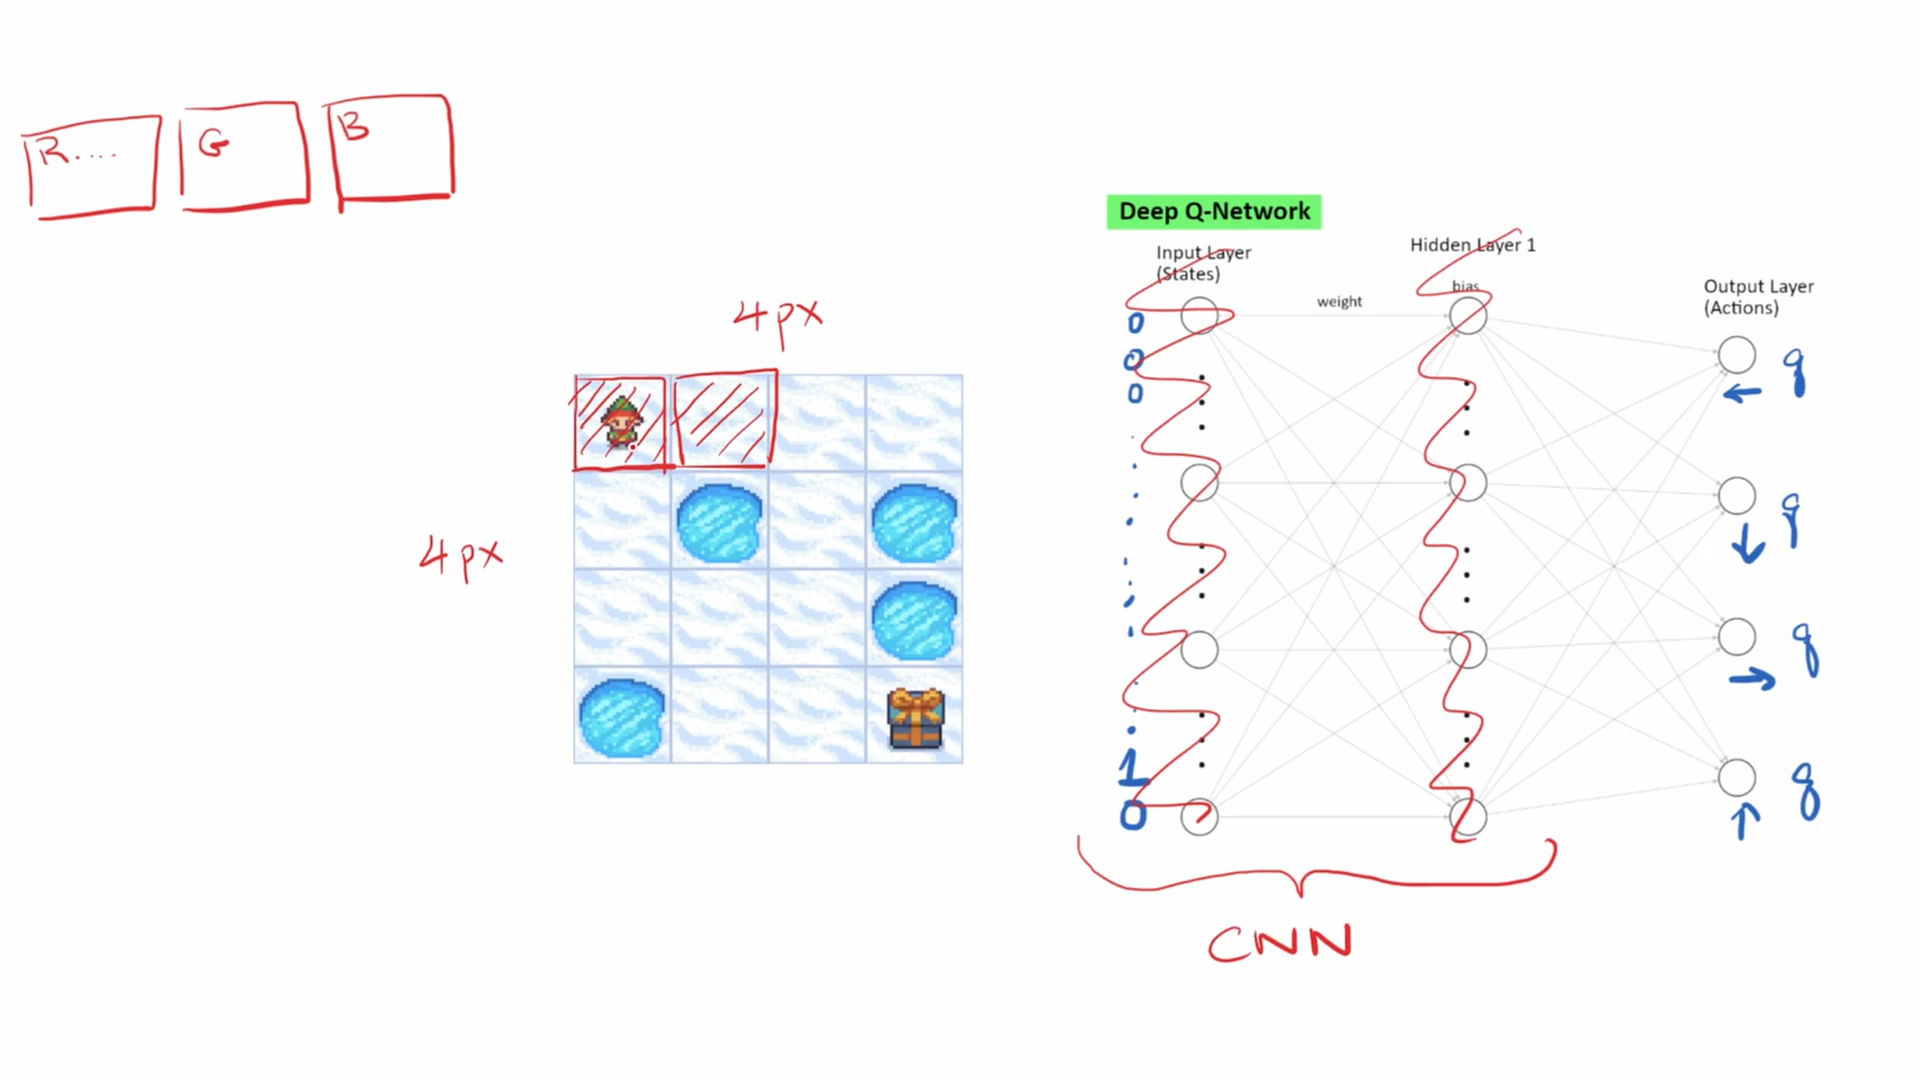 R....
G
B
Deep Q-Network
Input Layer
(States)
Hidden Layer 1
bias
weight
Output Layer
(Actions)
4px
4px
0
0
0
1
0
q
q
q
q
CNN